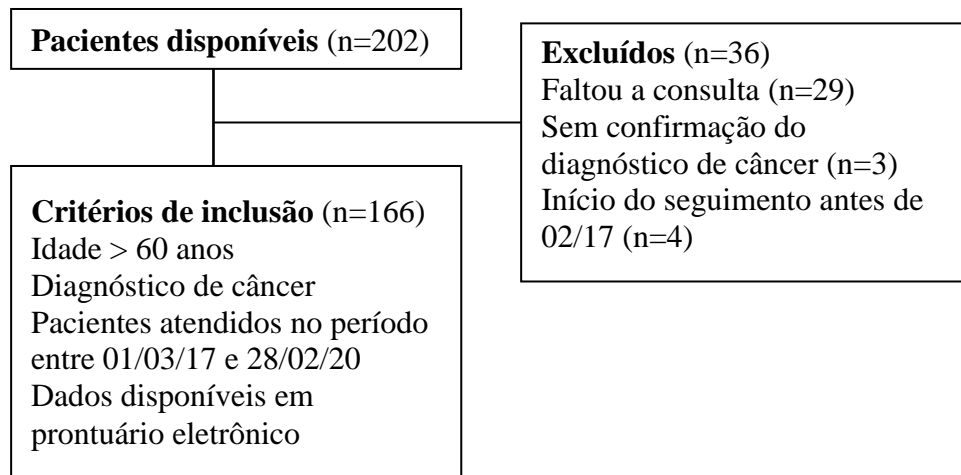 Pacientes disponíveis (n=202)
Excluídos (n=36)
Faltou a consulta (n=29)
Sem confirmação do
diagnóstico de câncer (n=3)
Início do seguimento antes de
02/17 (n=4)
Critérios de inclusão (n=166)
Idade > 60 anos
Diagnóstico de câncer
Pacientes atendidos no período
entre 01/03/17 e 28/02/20
Dados disponíveis em
prontuário eletrônico